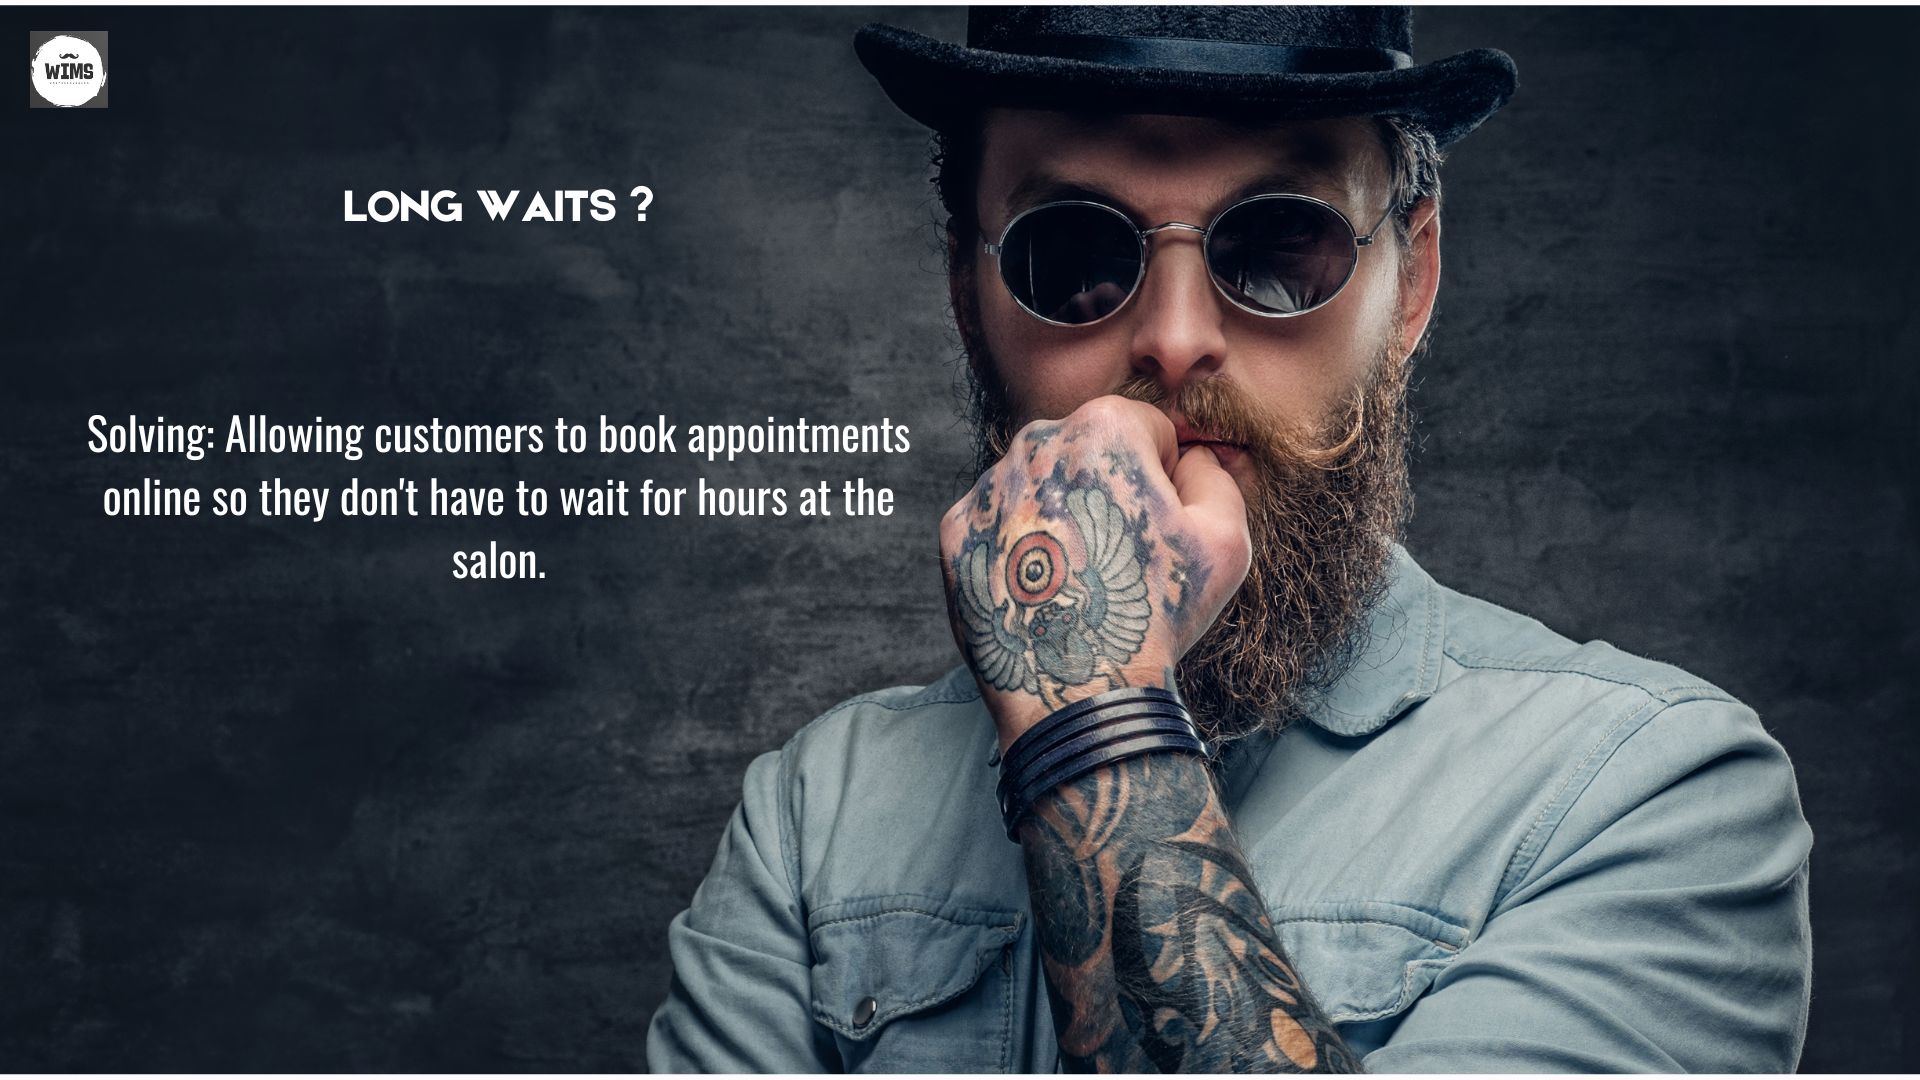 WIMS
LONG WAITS ?
Solving: Allowing customers to book appointments
online so they don't have to wait for hours at the
salon.